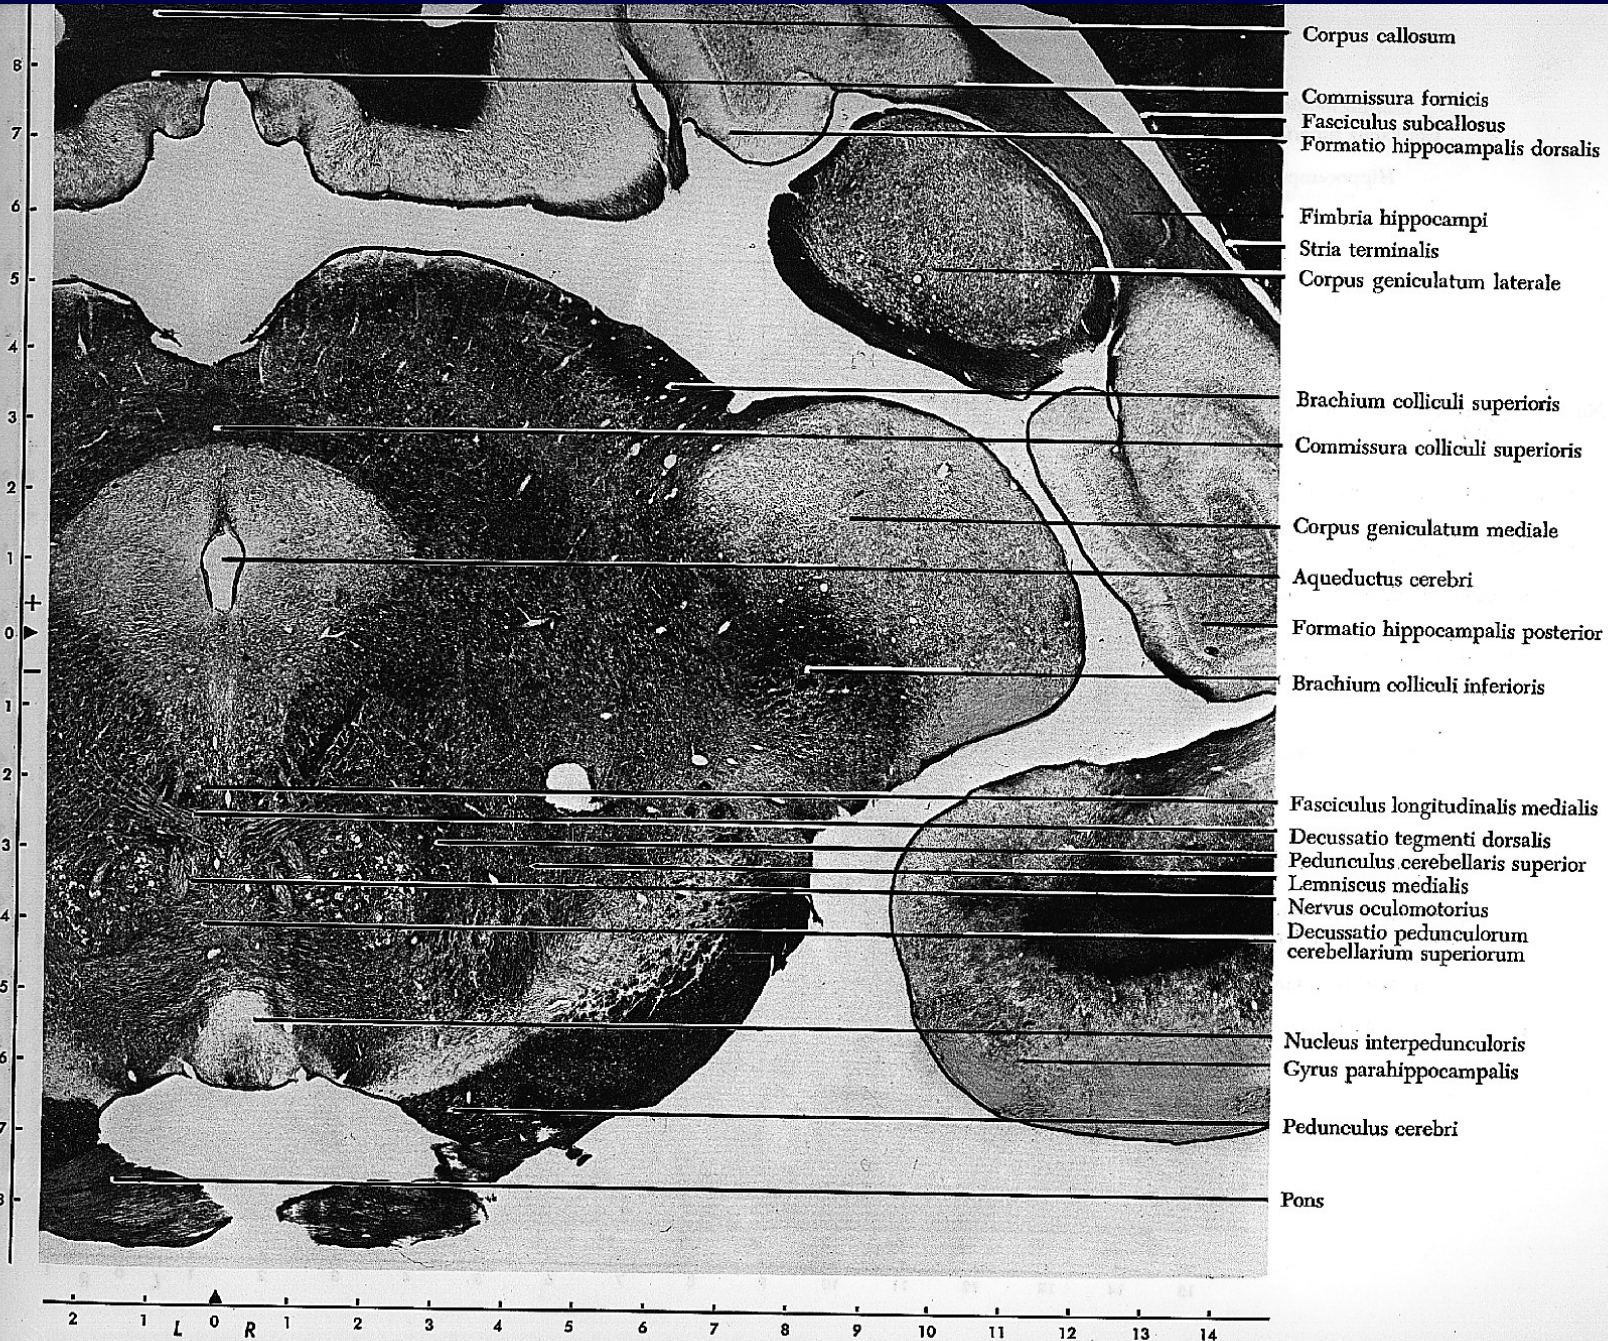 Corpus callosum
8
Commissura fornicis
Fasciculus subcallosus
7
Formatio hippocampalis dorsalis
6
Fimbria hippocampi
Stria terminalis
5
Corpus geniculatum laterale
4
Brachium colliculi superioris
3
Commissura colliculi superioris
2
Corpus geniculatum mediale
1
Aqueductus cerebri
+
0
Formatio hippocampalis posterior
Brachium colliculi inferioris
1
2
Fasciculus longitudinalis medialis
Decussatio tegmenti dorsalis
3
Pedunculus cerebellaris superior
Lemniscus medialis
Nervus oculomotorius
4
Decussatio pedunculorum
cerebellarium superiorum
5
Nucleus interpedunculoris
6
Gyrus parahippocampalis
7
Pedunculus cerebri
8
Pons
2 1 L 0 R 1 2 3 4 5 6 7 8 9 10 11 12 13 14